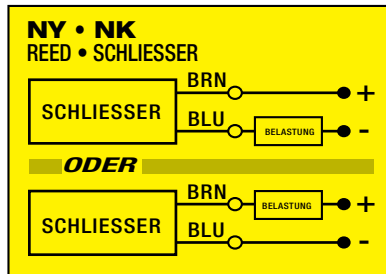 NY • NK
REED • SCHLIESSER
BRN
SCHLIESSER
+
BLU
BELASTUNG
-
ODER
BRN
BELASTUNG
+
SCHLIESSER
BLU
-